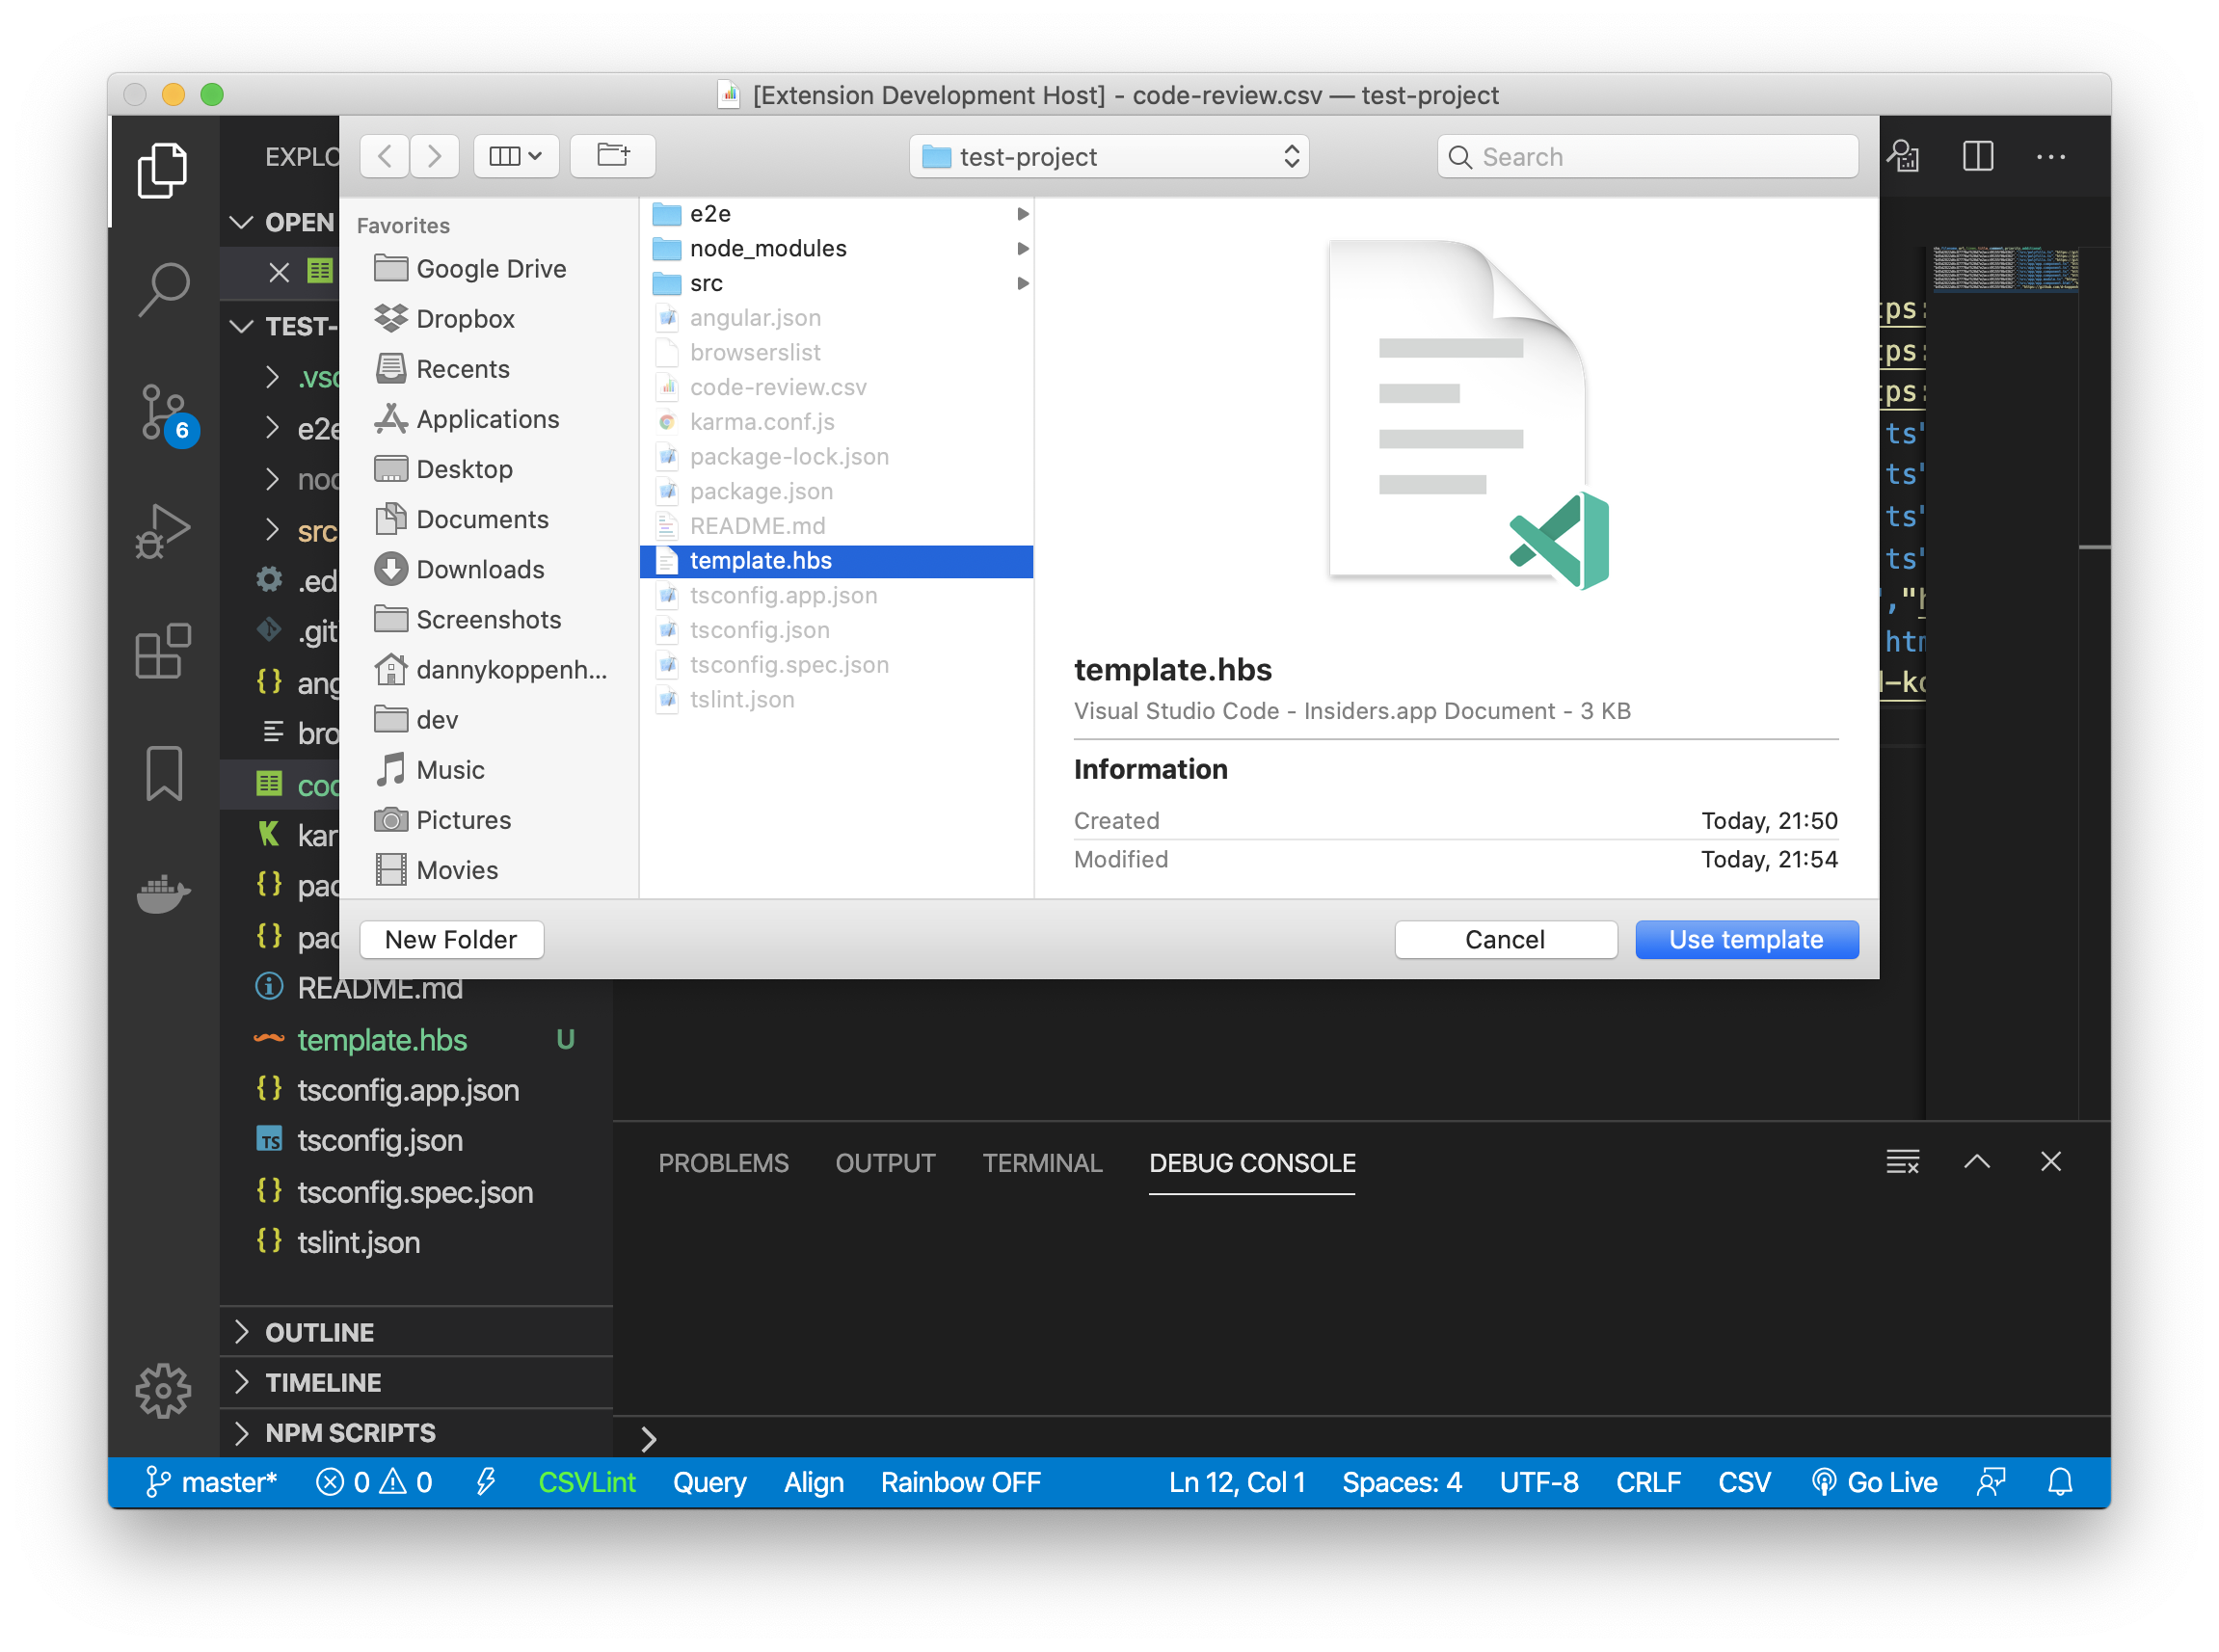 [Extension Development Host] - code-review.csv — test-project
EXPLO
test-project
Search
OPEN
TEST-
.vsc
e2e
nod
src
.ed
.git
ang
bro
cod
kar
pac
pac
README.md
template.hbs U
tsconfig.app.json
tsconfig.json
tsconfig.spec.json
tslint.json
OUTLINE
TIMELINE
NPM SCRIPTS
6
Favorites
Google Drive
Dropbox
Recents
Applications
Desktop
Documents
Downloads
Screenshots
dannykoppenh...
dev
Music
Pictures
Movies
e2e
node_modules
src
angular.json
browserslist
code-review.csv
karma.conf.js
package-lock.json
package.json
README.md
template.hbs
tsconfig.app.json
tsconfig.json
tsconfig.spec.json
tslint.json
template.hbs
Visual Studio Code - Insiders.app Document - 3 KB
Information
Created Today, 21:50
Modified Today, 21:54
New Folder
Cancel
Use template
tps:
tps:
tps:
ts"
ts"
ts"
ts"
,"h
htm
l-ko
PROBLEMS OUTPUT TERMINAL DEBUG CONSOLE
master* 0 0 CSVLint Query Align Rainbow OFF Ln 12, Col 1 Spaces: 4 UTF-8 CRLF CSV Go Live